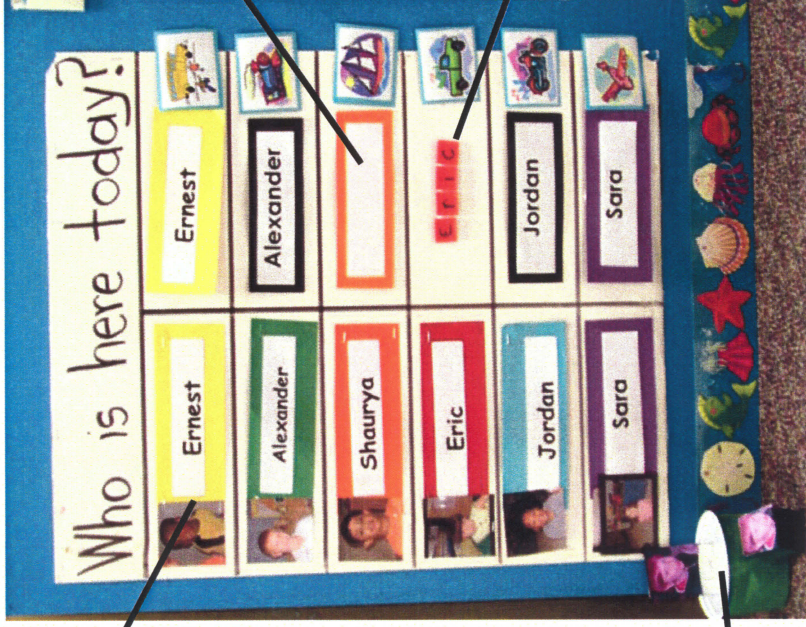 Who is here today?
Ernest Ernest
Alexander Alexander
Shaurya
Eric Eric
Jordan Jordan
Sara Sara